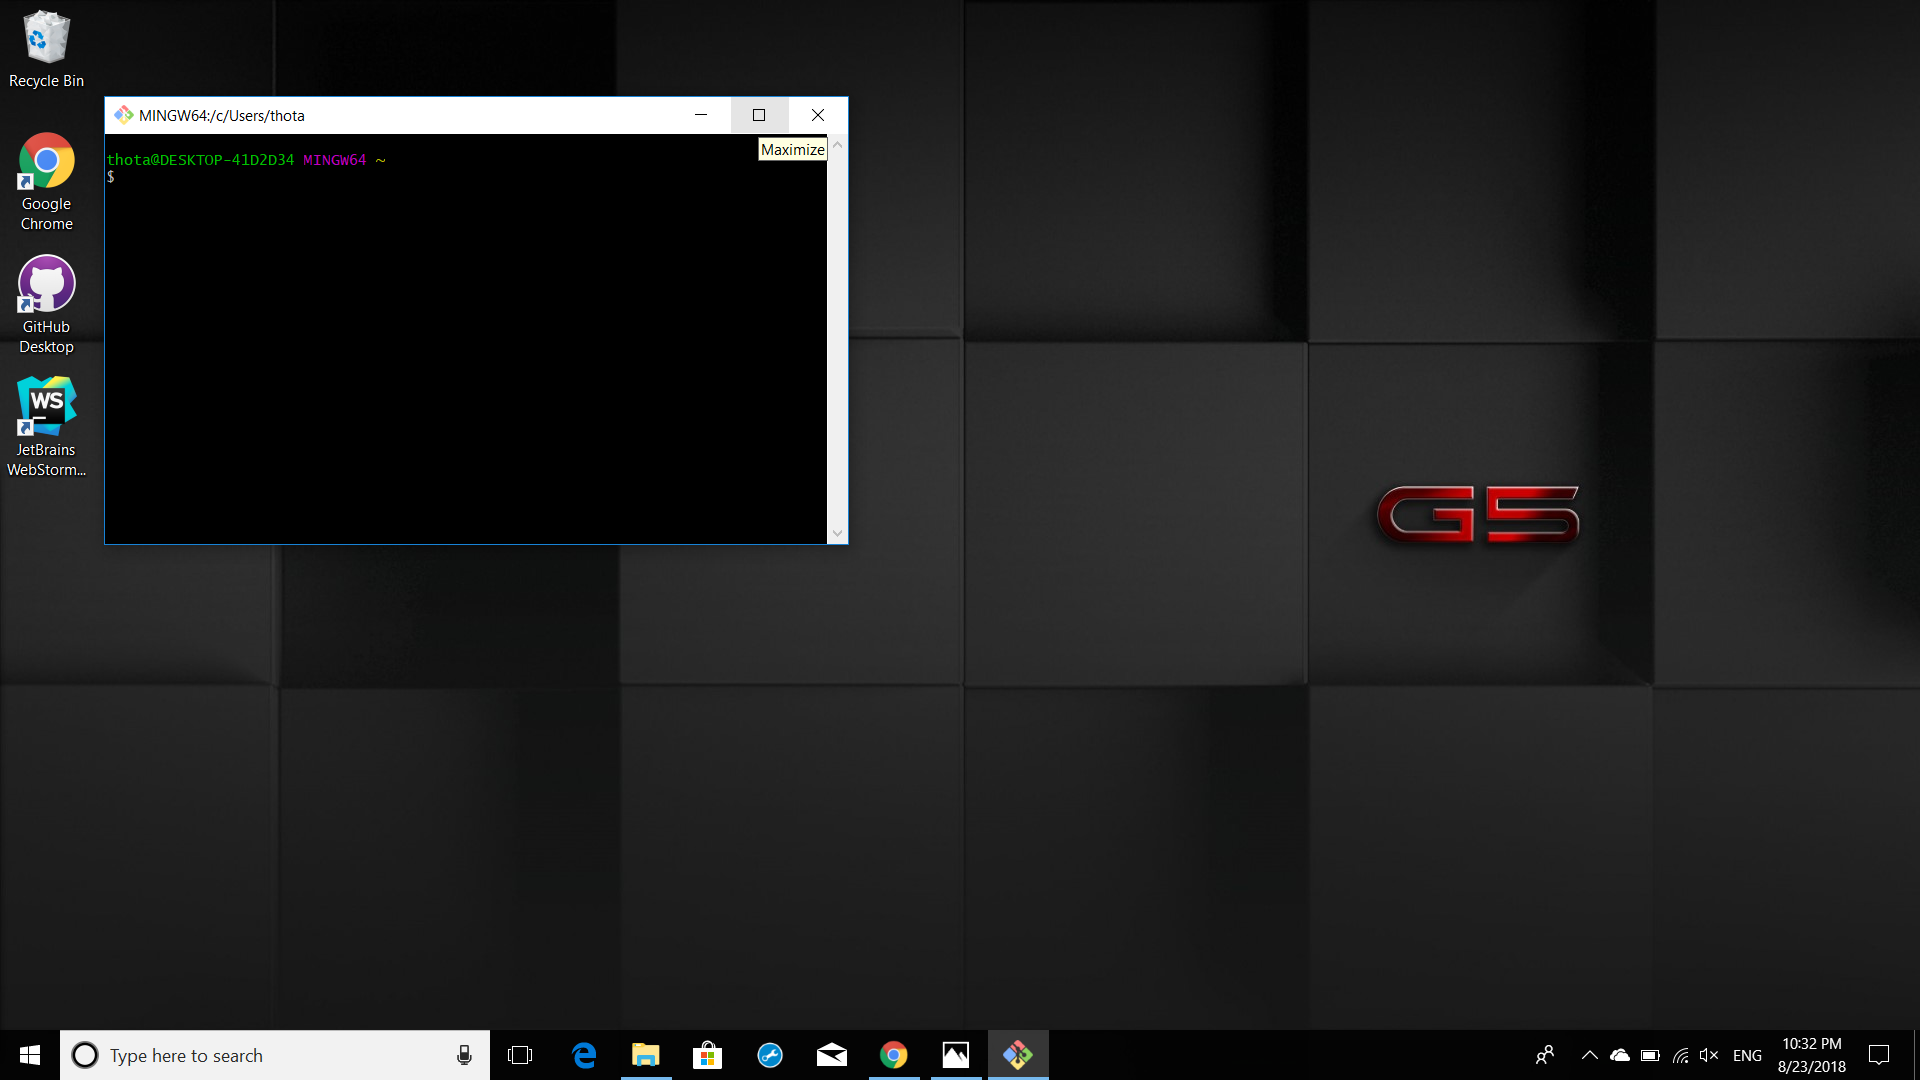 Recycle Bin
Google
Chrome
GitHub
Desktop
WS
JetBrains
WebStorm...
MINGW64:/c/Users/thota
Maximize
thota@DESKTOP-41D2D34 MINGW64 ~
$
G5
Type here to search
ENG
10:32 PM
8/23/2018